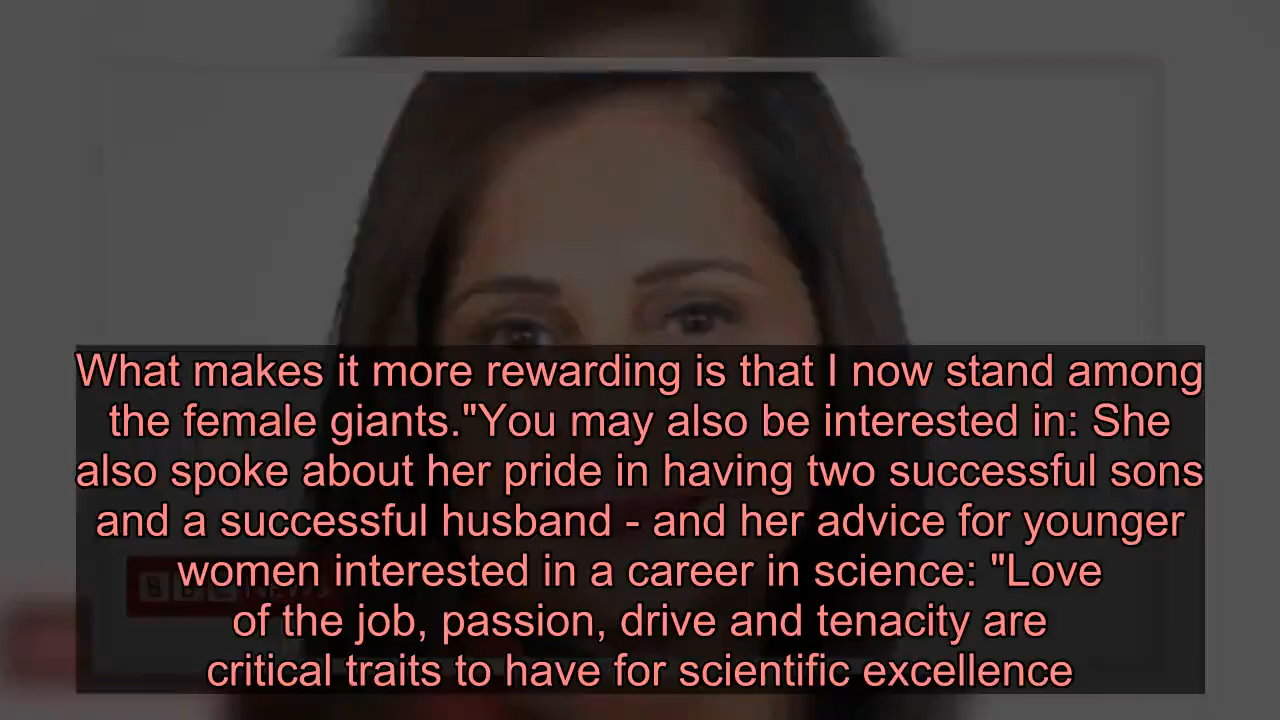 What makes it more rewarding is that I now stand among
the female giants."You may also be interested in: She
also spoke about her pride in having two successful sons
and a successful husband - and her advice for younger
women interested in a career in science: "Love
BBC NEWS
of the job, passion, drive and tenacity are
critical traits to have for scientific excellence